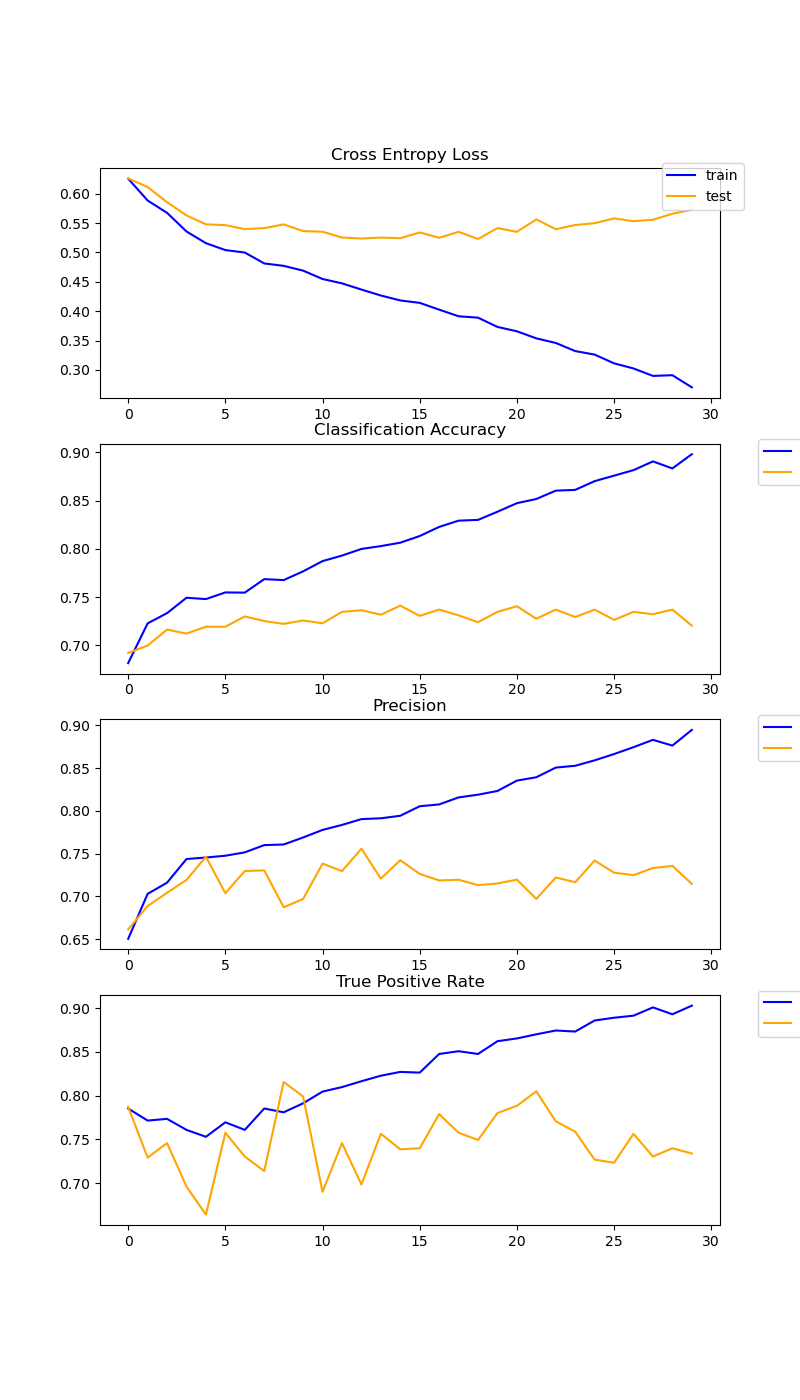 Cross Entropy Loss
train
test
0.60
0.55
0.50
0.45
0.40
0.35
0.30
0 5 10 15 20 25 30
Classification Accuracy
0.90
0.85
0.80
0.75
0.70
0 5 10 15 20 25 30
Precision
0.90
0.85
0.80
0.75
0.70
0.65
0 5 10 15 20 25 30
True Positive Rate
0.90
0.85
0.80
0.75
0.70
0 5 10 15 20 25 30